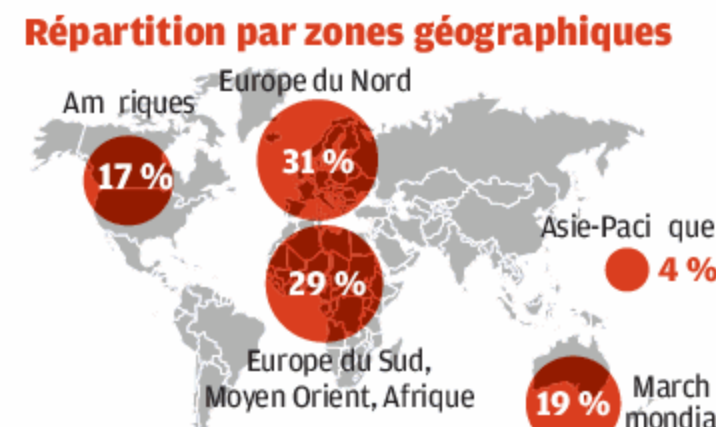 Répartition par zones géographiques
Europe du Nord
Am riques
31 %
17 %
Asie-Paci que
4 %
29 %
Europe du Sud,
Moyen Orient, Afrique
19 %
March
mondia